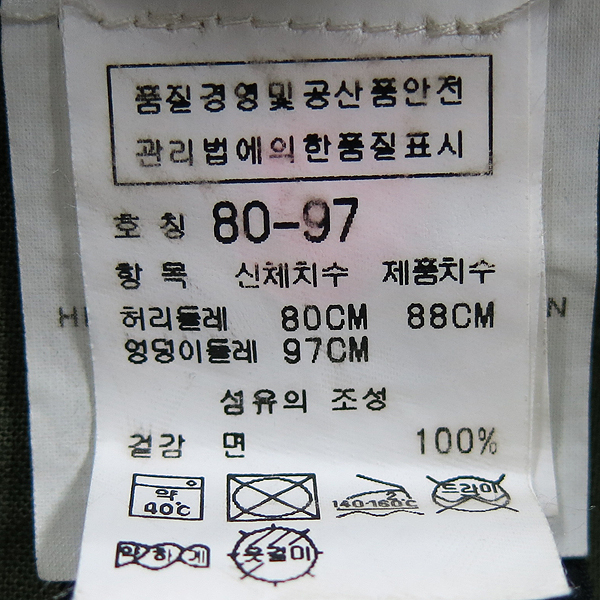 품질경영및공산품안전
관리법에의한품질표시
호칭 80-97
항목 신체치수 제품치수
허리둘레 80CM 88CM
엉덩이둘레 97CM
섬유의 조성
겉감 면 100%
약 40℃
2 140-160℃
드라이
약하게
옷걸이
H N